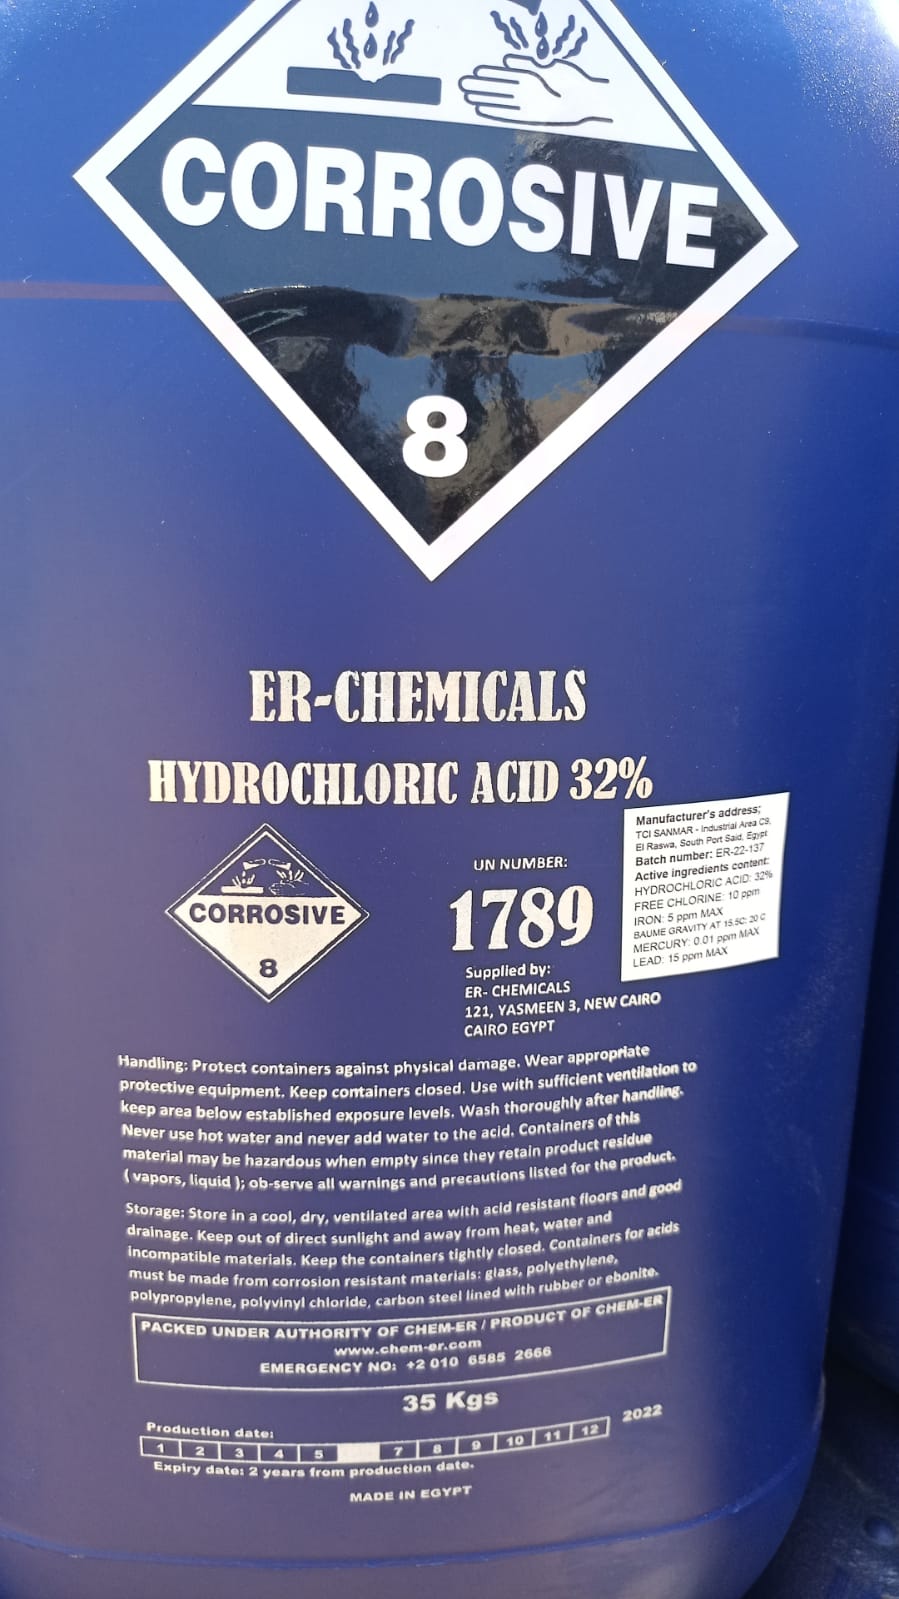 CORROSIVE
8
ER-CHEMICALS
HYDROCHLORIC ACID 32%
CORROSIVE
8
UN NUMBER:
1789
Supplied by:
ER- CHEMICALS
121, YASMEEN 3, NEW CAIRO
CAIRO EGYPT
Manufacturer's address;
TCI SANMAR - Industrial Area C9,
El Raswa, South Port Said, Egypt
Batch number: ER-22-137
Active ingredients content:
HYDROCHLORIC ACID: 32%
FREE CHLORINE: 10 ppm
IRON: 5 ppm MAX
BAUME GRAVITY AT 15.5C: 20 C
MERCURY: 0.01 ppm MAX
LEAD: 15 ppm MAX
Handling: Protect containers against physical damage. Wear appropriate
protective equipment. Keep containers closed. Use with sufficient ventilation to
keep area below established exposure levels. Wash thoroughly after handling.
Never use hot water and never add water to the acid. Containers of this
material may be hazardous when empty since they retain product residue
( vapors, liquid ); ob-serve all warnings and precautions listed for the product.
Storage: Store in a cool, dry, ventilated area with acid resistant floors and good
drainage. Keep out of direct sunlight and away from heat, water and
incompatible materials. Keep the containers tightly closed. Containers for acids
must be made from corrosion resistant materials: glass, polyethylene,
polypropylene, polyvinyl chloride, carbon steel lined with rubber or ebonite.
PACKED UNDER AUTHORITY OF CHEM-ER / PRODUCT OF CHEM-ER
www.chem-er.com
EMERGENCY NO: +2 010 6585 2666
35 Kgs
Production date:
1 2 3 4 5 7 8 9 10 11 12 2022
Expiry date: 2 years from production date.
MADE IN EGYPT